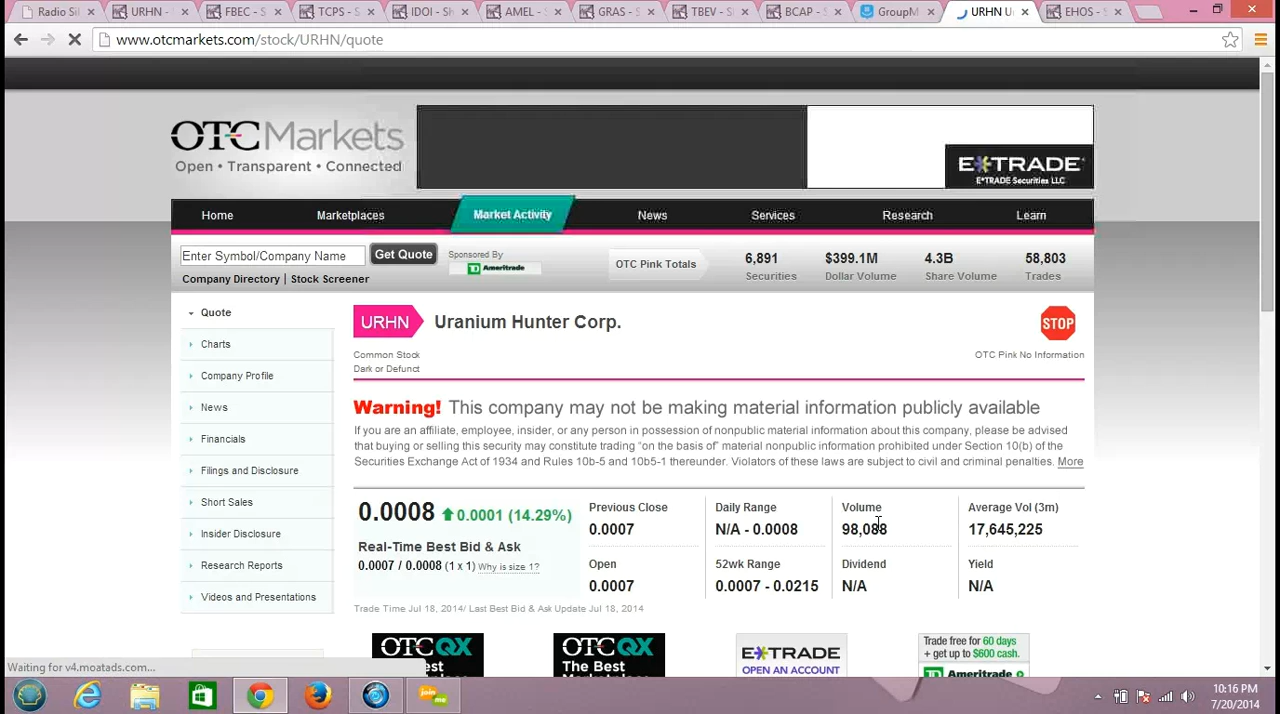 Radio Si
URHN -
FBEC - S
TCPS - S
IDOI - Sc
AMEL - S
GRAS - S
TBEV - S
BCAP - S
GroupM
URHN U
EHOS - S
www.otcmarkets.com/stock/URHN/quote
OTCMarkets
Open • Transparent • Connected
E*TRADE
E*TRADE Securities LLC
Home
Marketplaces
Market Activity
News
Services
Research
Learn
Enter Symbol/Company Name
Get Quote
Sponsored By
Ameritrade
Company Directory | Stock Screener
OTC Pink Totals
6,891
Securities
$399.1M
Dollar Volume
4.3B
Share Volume
58,803
Trades
Quote
Charts
Company Profile
News
Financials
Filings and Disclosure
Short Sales
Insider Disclosure
Research Reports
Videos and Presentations
URHN
Uranium Hunter Corp.
STOP
Common Stock
Dark or Defunct
OTC Pink No Information
Warning! This company may not be making material information publicly available
If you are an affiliate, employee, insider, or any person in possession of nonpublic material information about this company, please be advised
that buying or selling this security may constitute trading "on the basis of" material nonpublic information prohibited under Section 10(b) of the
Securities Exchange Act of 1934 and Rules 10b-5 and 10b5-1 thereunder. Violators of these laws are subject to civil and criminal penalties. More
0.0008 0.0001 (14.29%)
Real-Time Best Bid & Ask
0.0007 / 0.0008 (1 x 1) Why is size 1?
Previous Close
0.0007
Daily Range
N/A - 0.0008
Volume
98,088
Average Vol (3m)
17,645,225
Open
0.0007
52wk Range
0.0007 - 0.0215
Dividend
N/A
Yield
N/A
Trade Time Jul 18, 2014/ Last Best Bid & Ask Update Jul 18, 2014
OTCQX
OTCQX
The Best
E*TRADE
OPEN AN ACCOUNT
Trade free for 60 days
+ get up to $600 cash.
Ameritrade
Waiting for v4.moatads.com...
join
me
10:16 PM
7/20/2014